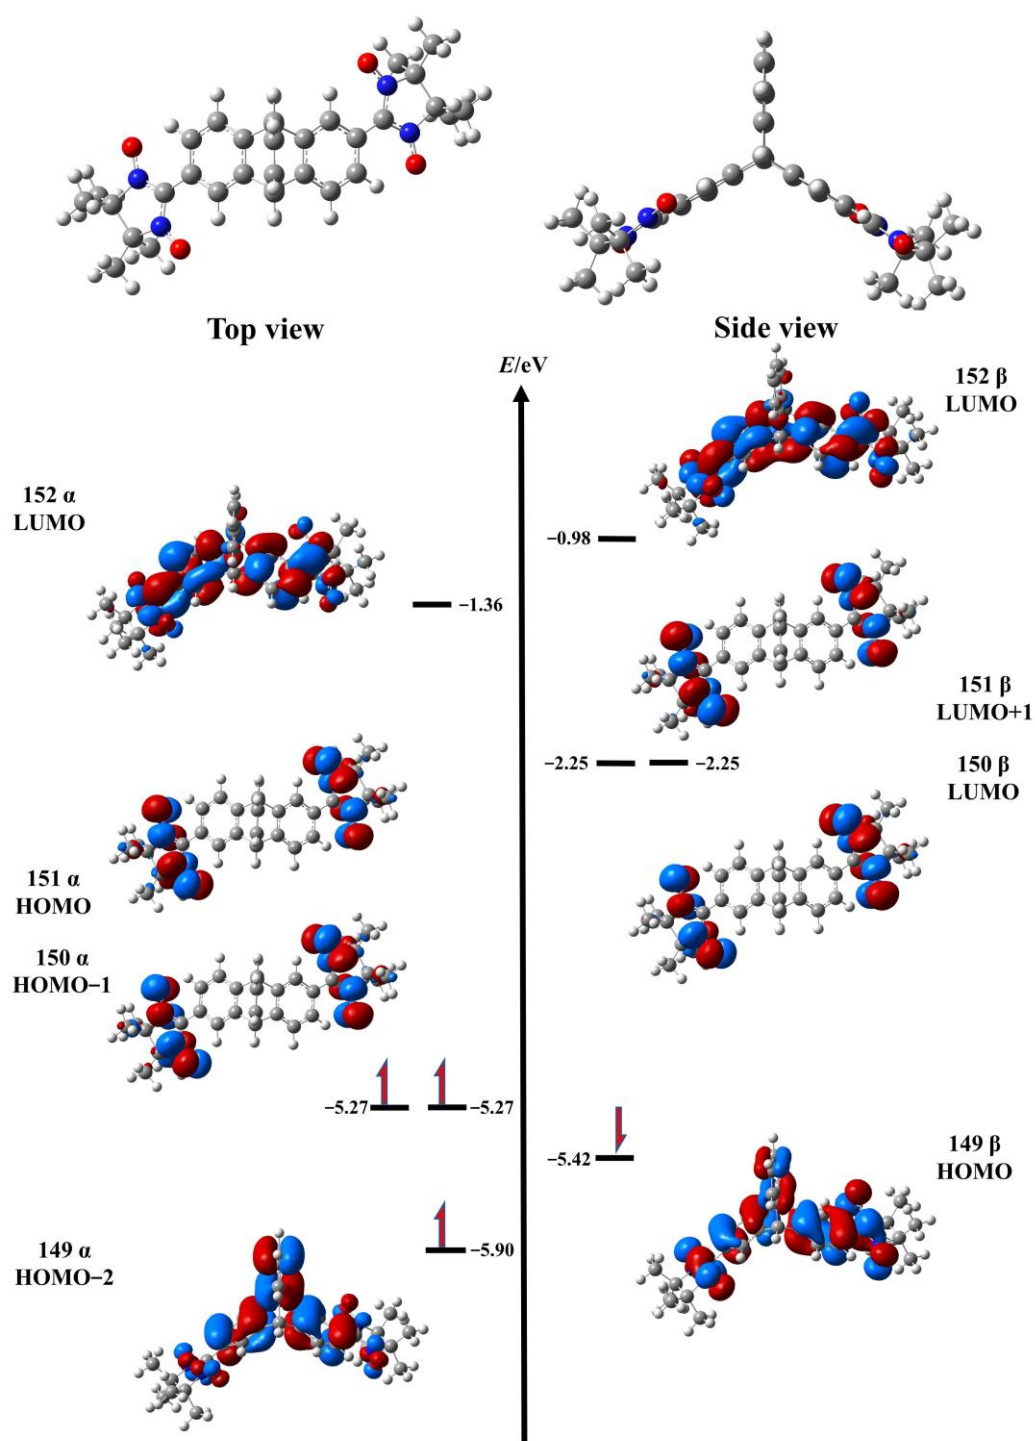 Top view
Side view
E/eV
152 β
LUMO
152 α
LUMO
−0.98
−1.36
151 β
LUMO+1
−2.25
−2.25
150 β
LUMO
151 α
HOMO
150 α
HOMO−1
−5.27
−5.27
−5.42
149 β
HOMO
149 α
HOMO−2
−5.90